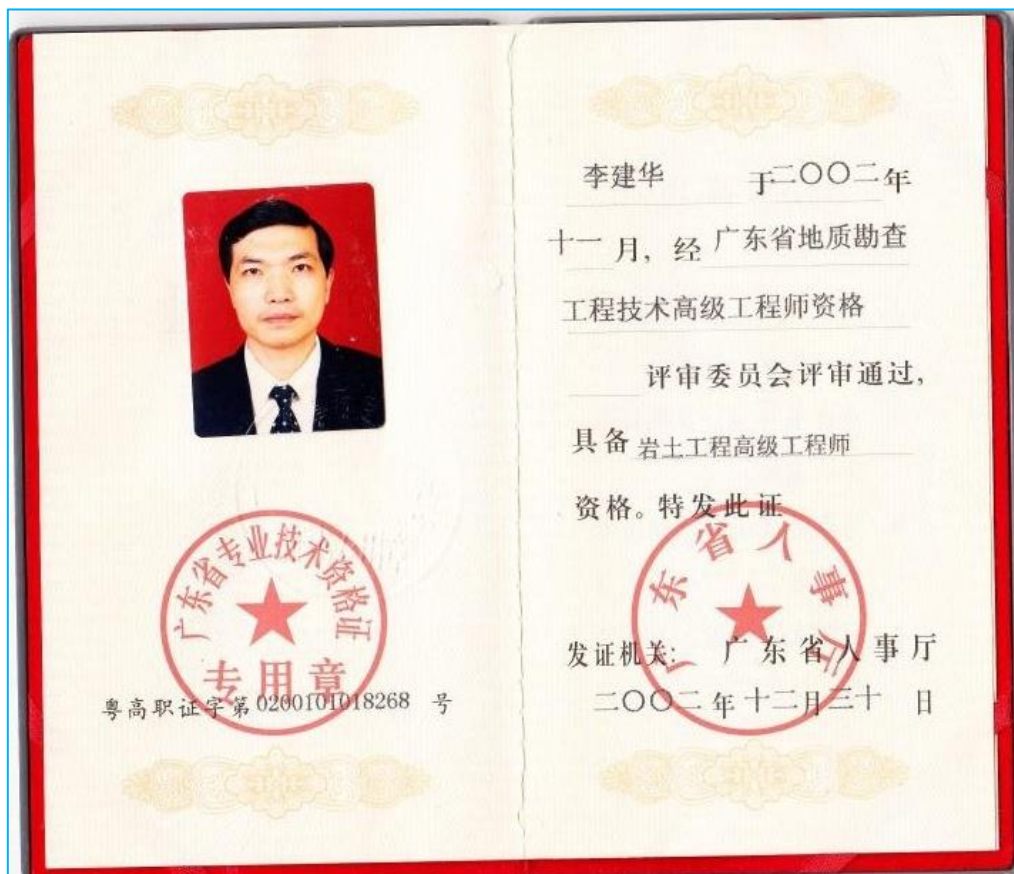 广东省专业技术资格证
专用章
粤高职证字第0200101018268 号
李建华 于二〇〇二年
十一月，经广东省地质勘查
工程技术高级工程师资格
评审委员会评审通过，
具备岩土工程高级工程师
资格。特发此证
广东省人事厅
发证机关：广东省人事厅
二〇〇二年十二月三十日